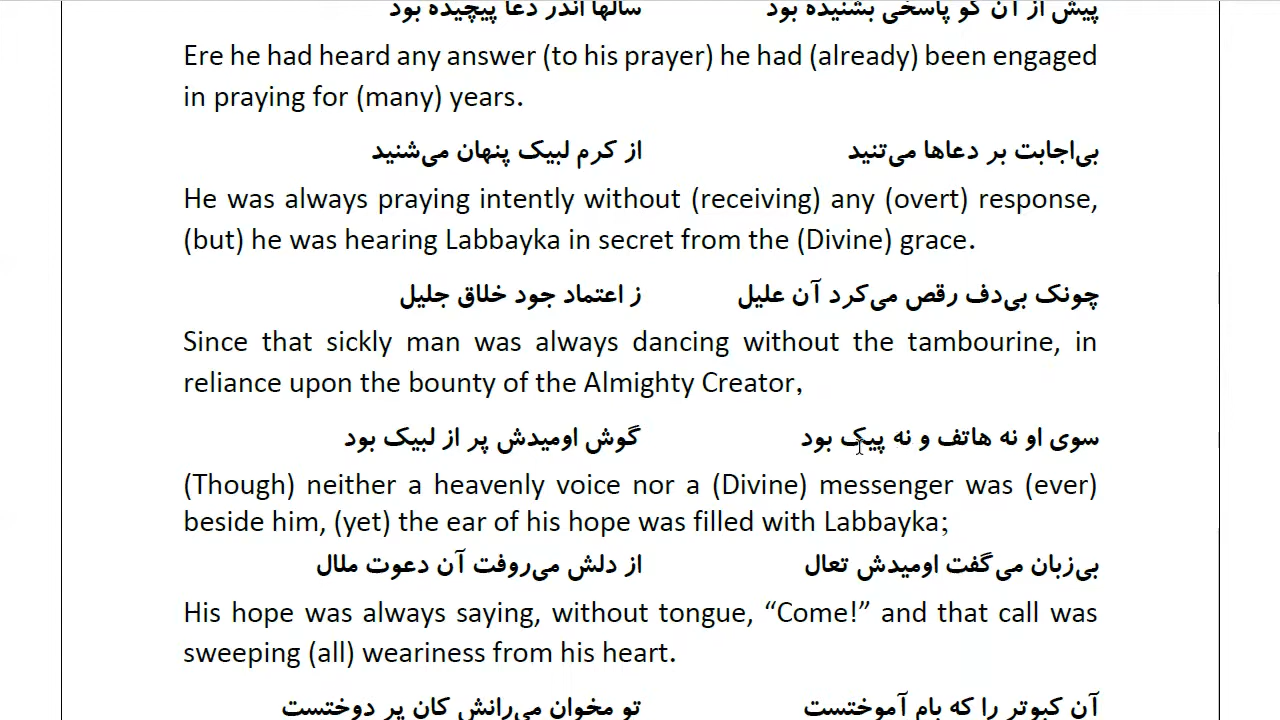 پیش از آن کو پاسخی بشنیده بود سالها اندر دعا پیچیده بود
Ere he had heard any answer (to his prayer) he had (already) been engaged
in praying for (many) years.
بی‌اجابت بر دعاها می‌تنید از کرم لبیک پنهان می‌شنید
He was always praying intently without (receiving) any (overt) response,
(but) he was hearing Labbayka in secret from the (Divine) grace.
چونک بی‌دف رقص می‌کرد آن علیل ز اعتماد جود خلاق جلیل
Since that sickly man was always dancing without the tambourine, in
reliance upon the bounty of the Almighty Creator,
سوی او نه هاتف و نه پیک بود گوش اومیدش پر از لبیک بود
(Though) neither a heavenly voice nor a (Divine) messenger was (ever)
beside him, (yet) the ear of his hope was filled with Labbayka;
بی‌زبان می‌گفت اومیدش تعال از دلش می‌روفت آن دعوت ملال
His hope was always saying, without tongue, “Come!” and that call was
sweeping (all) weariness from his heart.
آن کبوتر را که بام آموختست تو مخوان می‌رانش کان پر دوختست